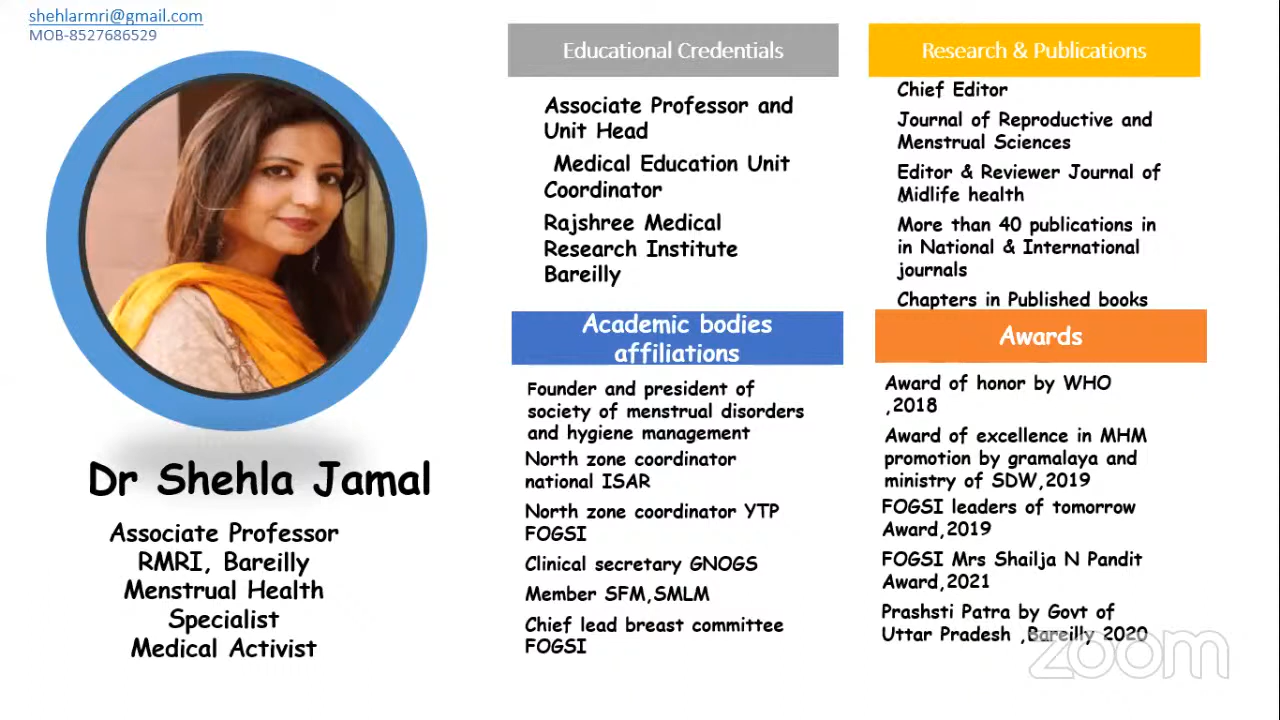 shehlarmri@gmail.com
MOB-8527686529
Dr Shehla Jamal
Associate Professor
RMRI, Bareilly
Menstrual Health
Specialist
Medical Activist
Educational Credentials
Associate Professor and
Unit Head
Medical Education Unit
Coordinator
Rajshree Medical
Research Institute
Bareilly
Research & Publications
Chief Editor
Journal of Reproductive and
Menstrual Sciences
Editor & Reviewer Journal of
Midlife health
More than 40 publications in
in National & International
journals
Chapters in Published books
Academic bodies
affiliations
Founder and president of
society of menstrual disorders
and hygiene management
North zone coordinator
national ISAR
North zone coordinator YTP
FOGSI
Clinical secretary GNOGS
Member SFM,SMLM
Chief lead breast committee
FOGSI
Awards
Award of honor by WHO
,2018
Award of excellence in MHM
promotion by gramalaya and
ministry of SDW,2019
FOGSI leaders of tomorrow
Award,2019
FOGSI Mrs Shailja N Pandit
Award,2021
Prashsti Patra by Govt of
Uttar Pradesh ,Bareilly 2020
zoom